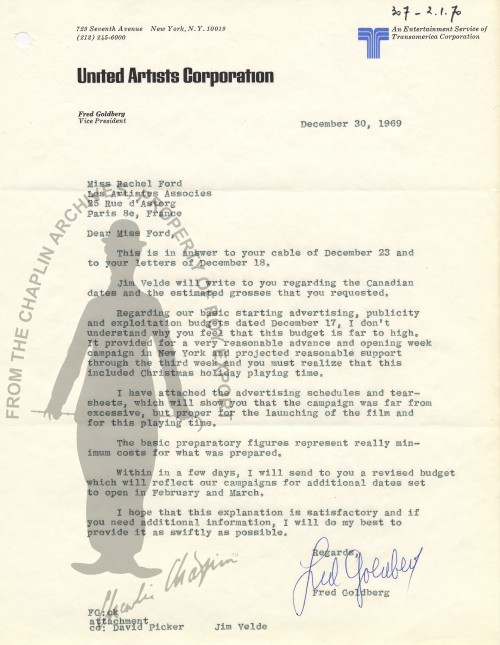 307 - 2.1.70
729 Seventh Avenue New York, N.Y. 10019
(212) 245-6000
An Entertainment Service of
Transamerica Corporation
United Artists Corporation
Fred Goldberg
Vice President
December 30, 1969
Miss Rachel Ford
Les Artistes Associes
25 Rue d'Astorg
Paris 8e, France
Dear Miss Ford,
This is in answer to your cable of December 23 and
to your letters of December 18.
Jim Velde will write to you regarding the Canadian
dates and the estimated grosses that you requested.
Regarding our basic starting advertising, publicity
and exploitation budgets dated December 17, I don't
understand why you feel that this budget is far to high.
It provided for a very reasonable advance and opening week
campaign in New York and projected reasonable support
through the third week and you must realize that this
included Christmas holiday playing time.
I have attached the advertising schedules and tear-
sheets, which will show you that the campaign was far from
excessive, but proper for the launching of the film and
for this playing time.
The basic preparatory figures represent really min-
imum costs for what was prepared.
Within a few days, I will send to you a revised budget
which will reflect our campaigns for additional dates set
to open in February and March.
I hope that this explanation is satisfactory and if
you need additional information, I will do my best to
provide it as swiftly as possible.
Regards,
Fred Goldberg
Fred Goldberg
FG:ck
attachment
cc: David Picker Jim Velde
FROM THE CHAPLIN ARCHIVES
PROPERTY OF ROY EXPORT
Charlie Chaplin